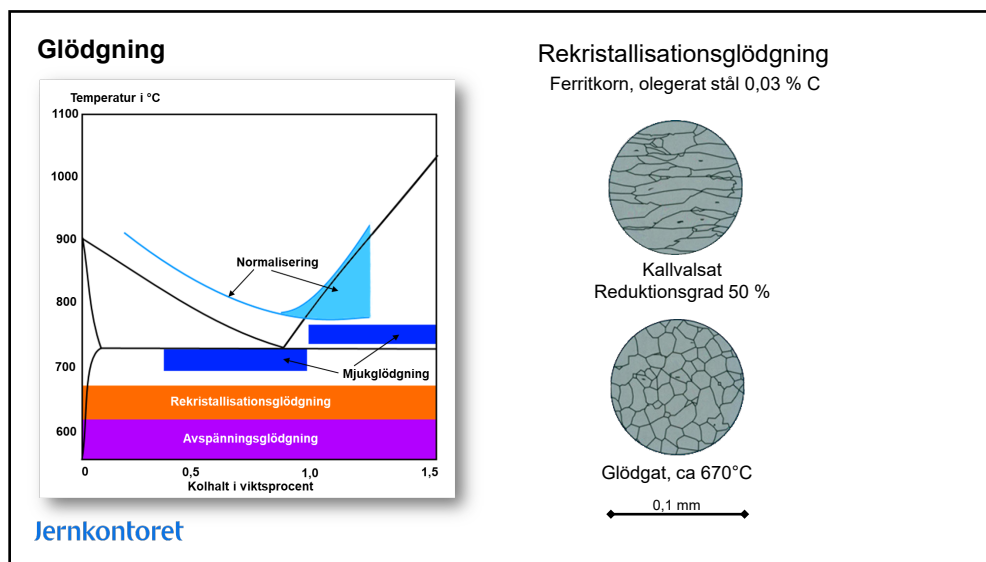 Glödgning
Temperatur i °C
1100
1000
900
800
700
600
Normalisering
Mjukglödgning
Rekristallisationsglödgning
Avspänningsglödgning
0
0,5
1,0
1,5
Kolhalt i viktsprocent
Jernkontoret
Rekristallisationsglödgning
Ferritkorn, olegerat stål 0,03 % C
Kallvalsat
Reduktionsgrad 50 %
Glödgat, ca 670°C
0,1 mm